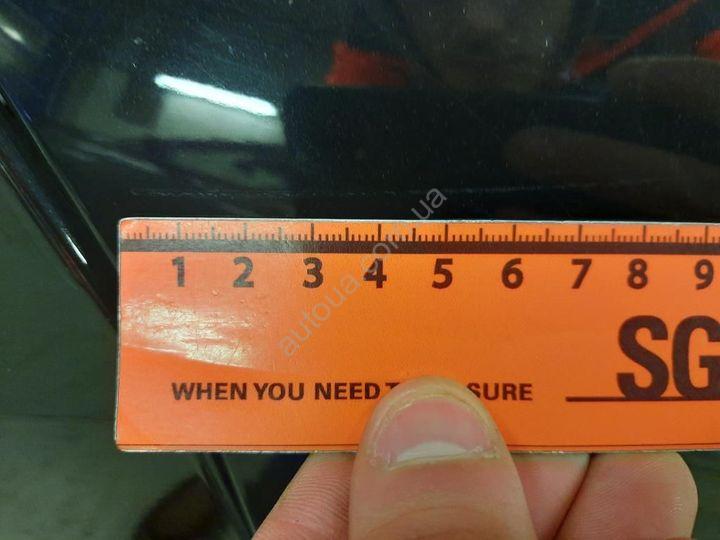 1 2 3 4 5 6 7 8 9
autoua.com.ua
SG
WHEN YOU NEED SURE